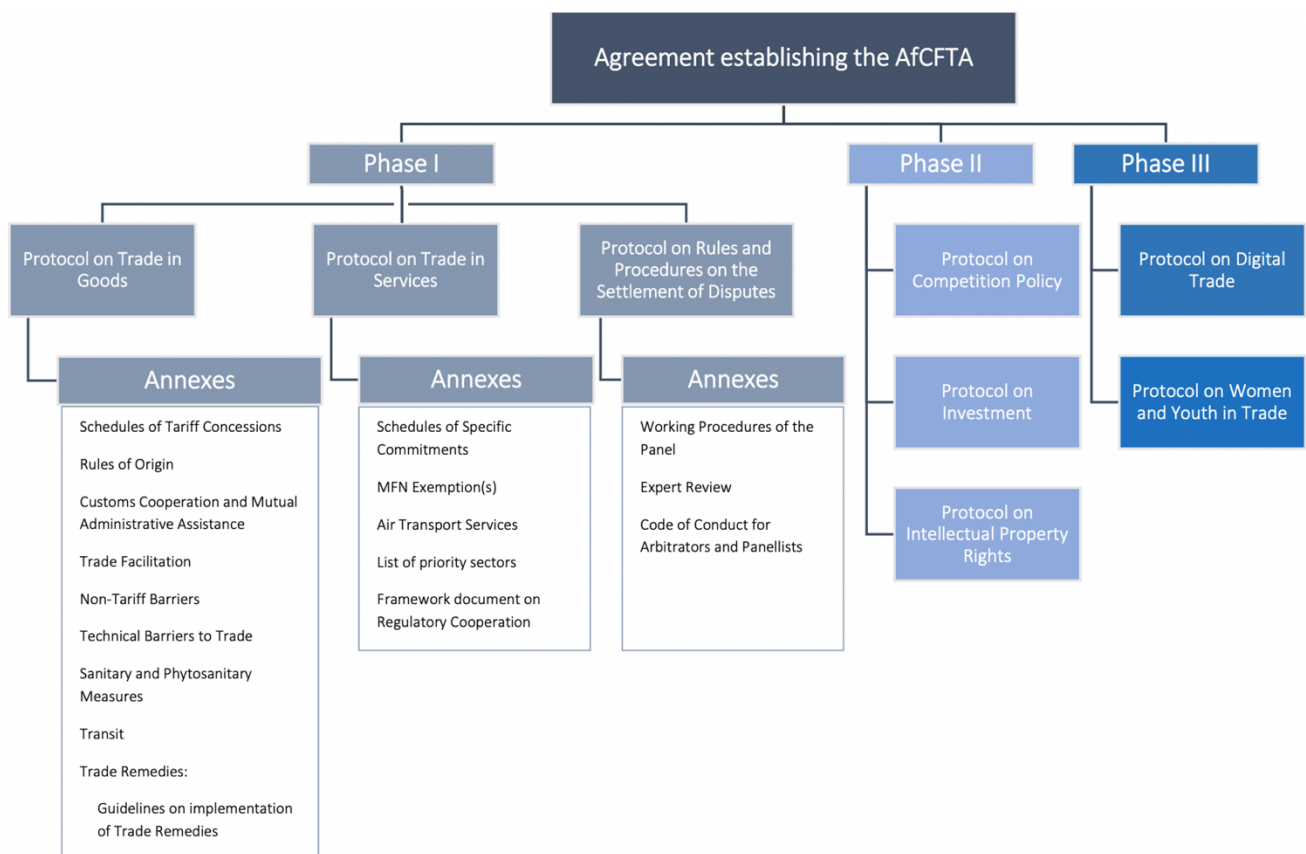 Agreement establishing the AfCFTA
Phase I
Phase II
Phase III
Protocol on Trade in
Goods
Protocol on Trade in
Services
Protocol on Rules and
Procedures on the
Settlement of Disputes
Protocol on
Competition Policy
Protocol on Digital
Trade
Annexes
Schedules of Tariff Concessions
Rules of Origin
Customs Cooperation and Mutual
Administrative Assistance
Trade Facilitation
Non-Tariff Barriers
Technical Barriers to Trade
Sanitary and Phytosanitary
Measures
Transit
Trade Remedies:
Guidelines on implementation
of Trade Remedies
Annexes
Schedules of Specific
Commitments
MFN Exemption(s)
Air Transport Services
List of priority sectors
Framework document on
Regulatory Cooperation
Annexes
Working Procedures of the
Panel
Expert Review
Code of Conduct for
Arbitrators and Panellists
Protocol on
Investment
Protocol on Women
and Youth in Trade
Protocol on
Intellectual Property
Rights